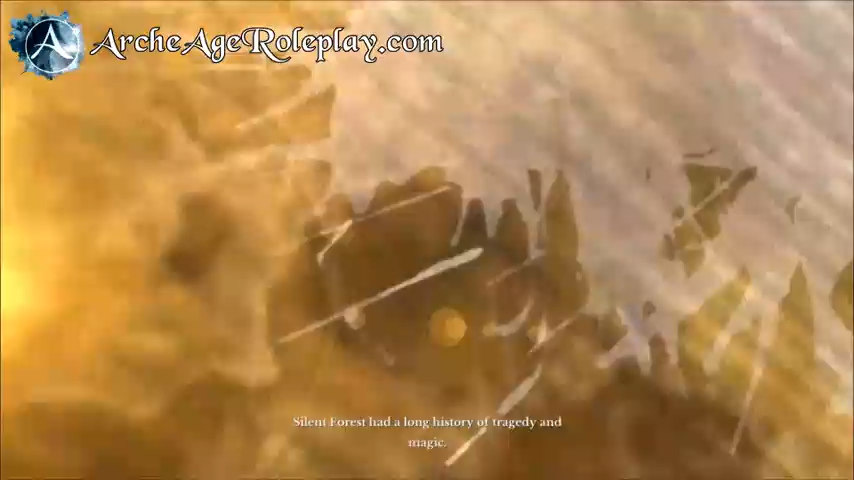 ArcheAgeRoleplay.com
Silent Forest had a long history of tragedy and
magic.